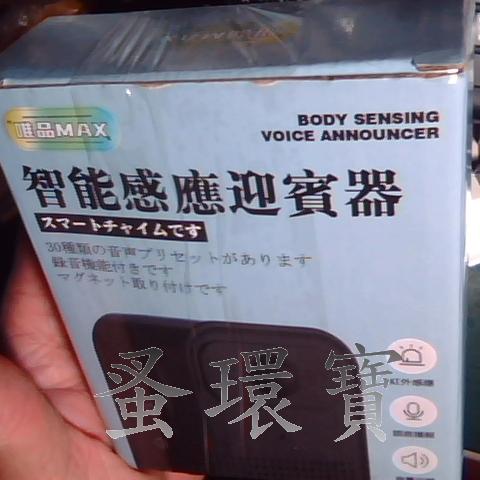 唯品MAX
BODY SENSING
VOICE ANNOUNCER
智能感應迎賓器
スマートチャイムです
30種類の音声プリセットがあります
録音機能付きです
マグネット取り付けです
紅外感應
蚤環寶